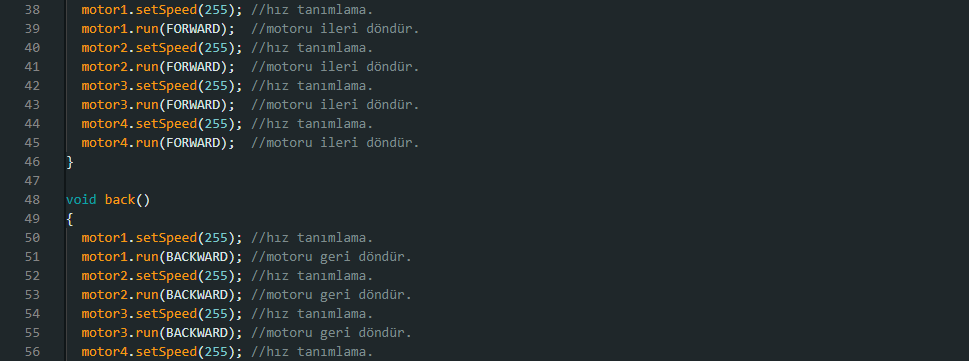 38 motor1.setSpeed(255); //hız tanımlama.
39 motor1.run(FORWARD);  //motoru ileri döndür.
40 motor2.setSpeed(255); //hız tanımlama.
41 motor2.run(FORWARD);  //motoru ileri döndür.
42 motor3.setSpeed(255); //hız tanımlama.
43 motor3.run(FORWARD);  //motoru ileri döndür.
44 motor4.setSpeed(255); //hız tanımlama.
45 motor4.run(FORWARD);  //motoru ileri döndür.
46 }
47
48 void back()
49 {
50 motor1.setSpeed(255); //hız tanımlama.
51 motor1.run(BACKWARD); //motoru geri döndür.
52 motor2.setSpeed(255); //hız tanımlama.
53 motor2.run(BACKWARD); //motoru geri döndür.
54 motor3.setSpeed(255); //hız tanımlama.
55 motor3.run(BACKWARD); //motoru geri döndür.
56 motor4.setSpeed(255); //hız tanımlama.